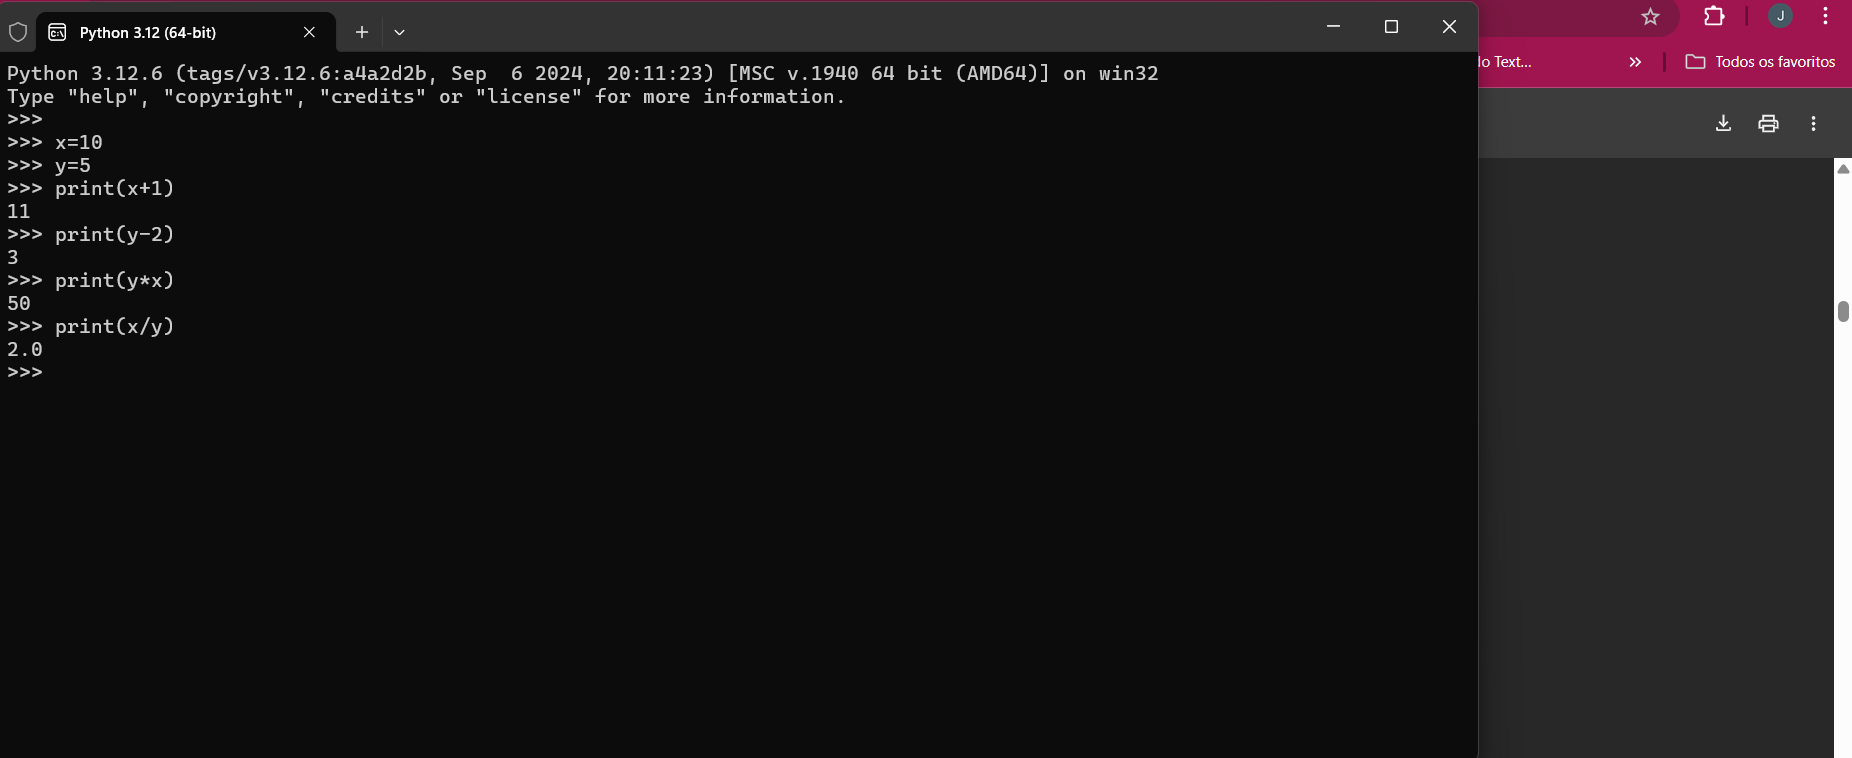 Python 3.12 (64-bit)
J
do Text...
Todos os favoritos
Python 3.12.6 (tags/v3.12.6:a4a2d2b, Sep  6 2024, 20:11:23) [MSC v.1940 64 bit (AMD64)] on win32
Type "help", "copyright", "credits" or "license" for more information.
>>>
>>> x=10
>>> y=5
>>> print(x+1)
11
>>> print(y-2)
3
>>> print(y*x)
50
>>> print(x/y)
2.0
>>>